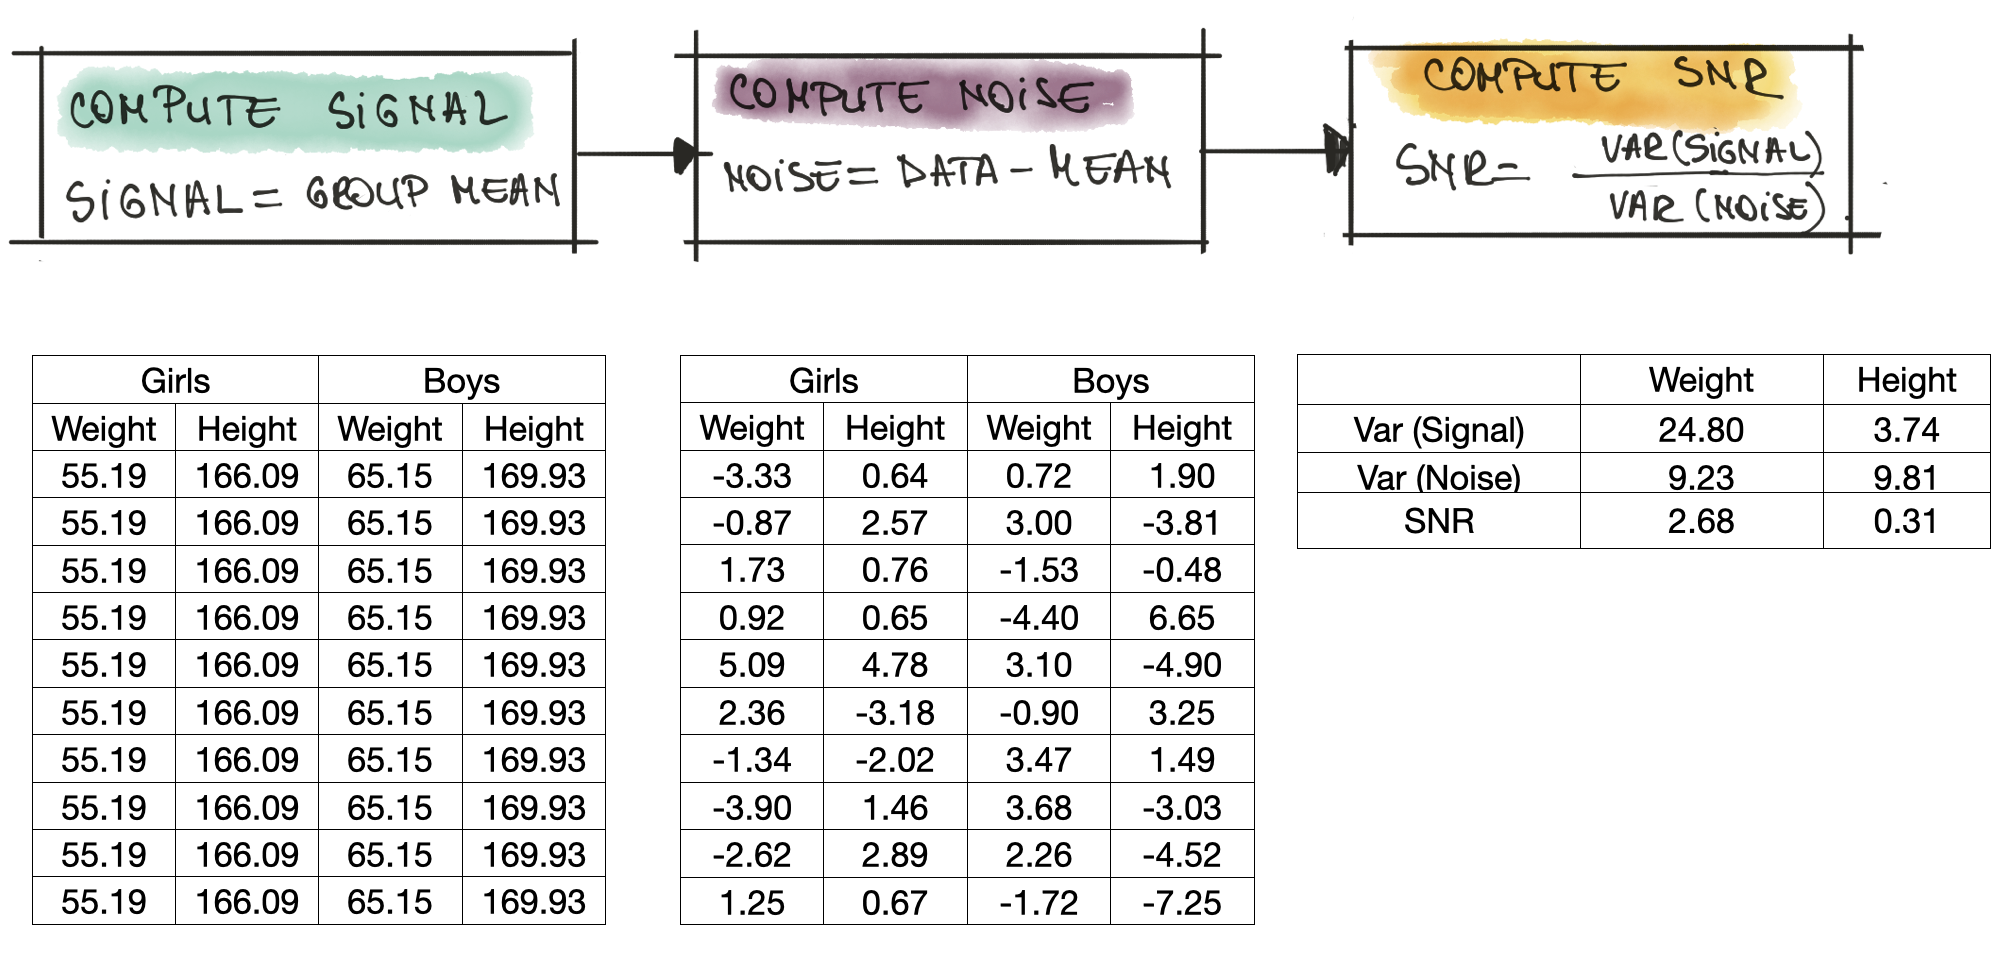 COMPUTE SIGNAL
SIGNAL = GROUP MEAN
COMPUTE NOISE
NOISE = DATA - MEAN
COMPUTE SNR
SNR = VAR (SIGNAL)
VAR (NOISE)
Girls Boys
Weight Height Weight Height
55.19 166.09 65.15 169.93
55.19 166.09 65.15 169.93
55.19 166.09 65.15 169.93
55.19 166.09 65.15 169.93
55.19 166.09 65.15 169.93
55.19 166.09 65.15 169.93
55.19 166.09 65.15 169.93
55.19 166.09 65.15 169.93
55.19 166.09 65.15 169.93
55.19 166.09 65.15 169.93
Girls Boys
Weight Height Weight Height
-3.33 0.64 0.72 1.90
-0.87 2.57 3.00 -3.81
1.73 0.76 -1.53 -0.48
0.92 0.65 -4.40 6.65
5.09 4.78 3.10 -4.90
2.36 -3.18 -0.90 3.25
-1.34 -2.02 3.47 1.49
-3.90 1.46 3.68 -3.03
-2.62 2.89 2.26 -4.52
1.25 0.67 -1.72 -7.25
Weight Height
Var (Signal) 24.80 3.74
Var (Noise) 9.23 9.81
SNR 2.68 0.31